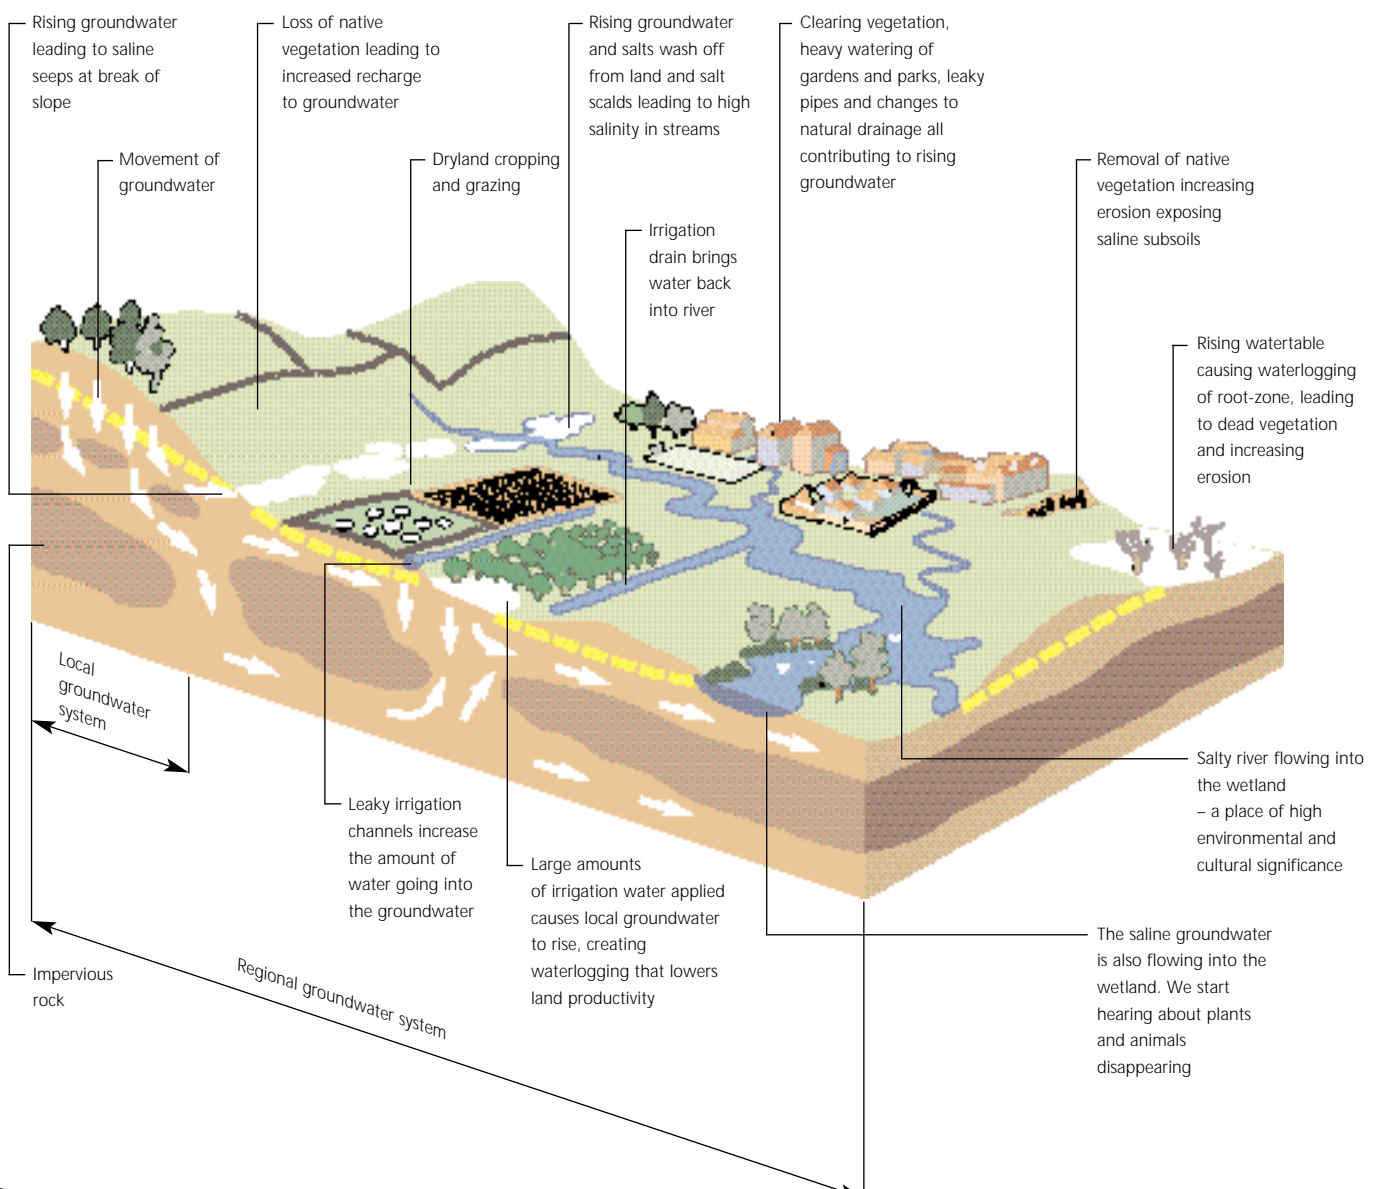 Rising groundwater
leading to saline
seeps at break of
slope
Loss of native
vegetation leading to
increased recharge
to groundwater
Rising groundwater
and salts wash off
from land and salt
scalds leading to high
salinity in streams
Clearing vegetation,
heavy watering of
gardens and parks, leaky
pipes and changes to
natural drainage all
contributing to rising
groundwater
Movement of
groundwater
Dryland cropping
and grazing
Removal of native
vegetation increasing
erosion exposing
saline subsoils
Irrigation
drain brings
water back
into river
Rising watertable
causing waterlogging
of root-zone, leading
to dead vegetation
and increasing
erosion
Local
groundwater
system
Salty river flowing into
the wetland
– a place of high
environmental and
cultural significance
Leaky irrigation
channels increase
the amount of
water going into
the groundwater
Large amounts
of irrigation water applied
causes local groundwater
to rise, creating
waterlogging that lowers
land productivity
The saline groundwater
is also flowing into the
wetland. We start
hearing about plants
and animals
disappearing
Impervious
rock
Regional groundwater system